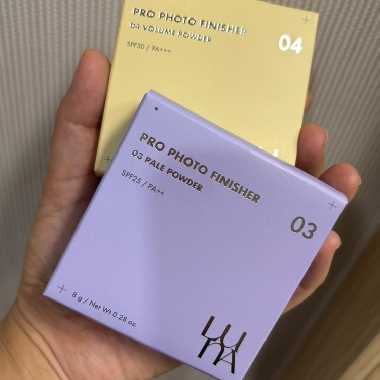 PRO PHOTO FINISHER
04 VOLUME POWDER
SPF30 / PA+++
04
PRO PHOTO FINISHER
03 PALE POWDER
SPF25 / PA++
03
8 g / Net Wt 0.28 oz.
LUNA